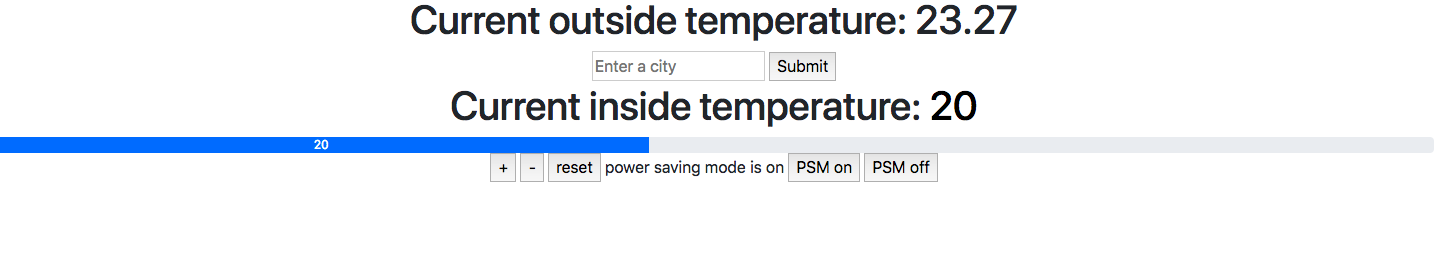 Current outside temperature: 23.27
Enter a city Submit
Current inside temperature: 20
20
+ - reset power saving mode is on PSM on PSM off